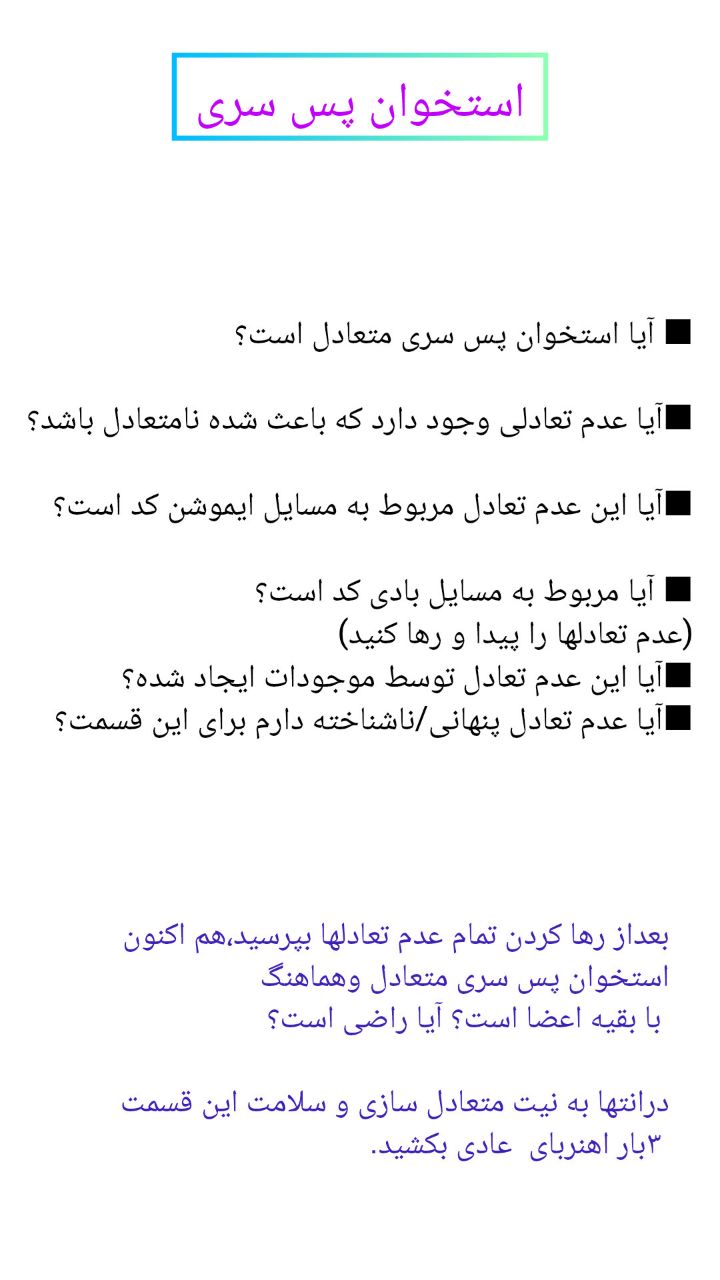 استخوان پس سری
■ آیا استخوان پس سری متعادل است؟
■آیا عدم تعادلی وجود دارد که باعث شده نامتعادل باشد؟
■آیا این عدم تعادل مربوط به مسایل ایموشن کد است؟
■ آیا مربوط به مسایل بادی کد است؟
(عدم تعادلها را پیدا و رها کنید)
■آیا این عدم تعادل توسط موجودات ایجاد شده؟
■آیا عدم تعادل پنهانی/ناشناخته دارم برای این قسمت؟
بعداز رها کردن تمام عدم تعادلها بپرسید،هم اکنون
استخوان پس سری متعادل وهماهنگ
با بقیه اعضا است؟ آیا راضی است؟
درانتها به نیت متعادل سازی و سلامت این قسمت
۳بار اهنربای عادی بکشید.